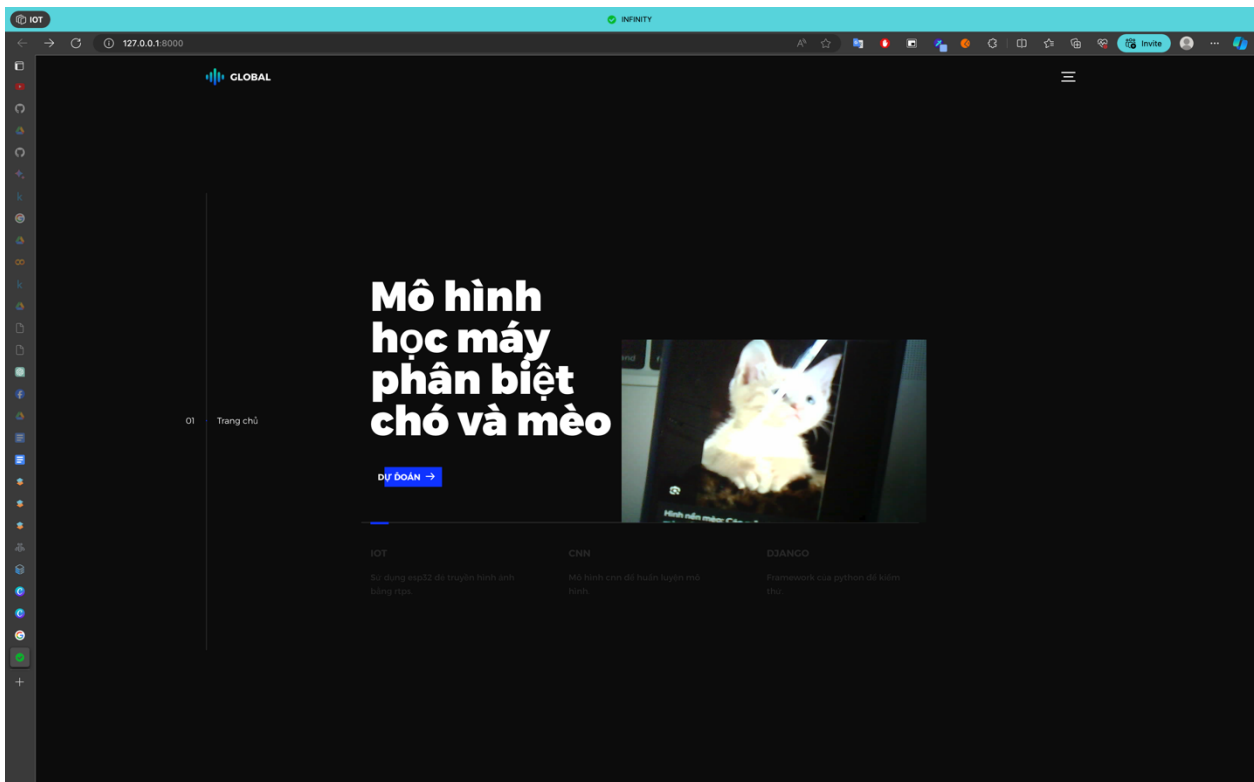 IOT
INFINITY
127.0.0.1:8000
Invite
GLOBAL
Mô hình
học máy
phân biệt
chó và mèo
01 Trang chủ
DỰ ĐOÁN →
IOT
Sử dụng esp32 để truyền hình ảnh
bằng rtps.
CNN
Mô hình cnn để huấn luyện mô
hình
DJANGO
Framework của python để kiểm
thử.